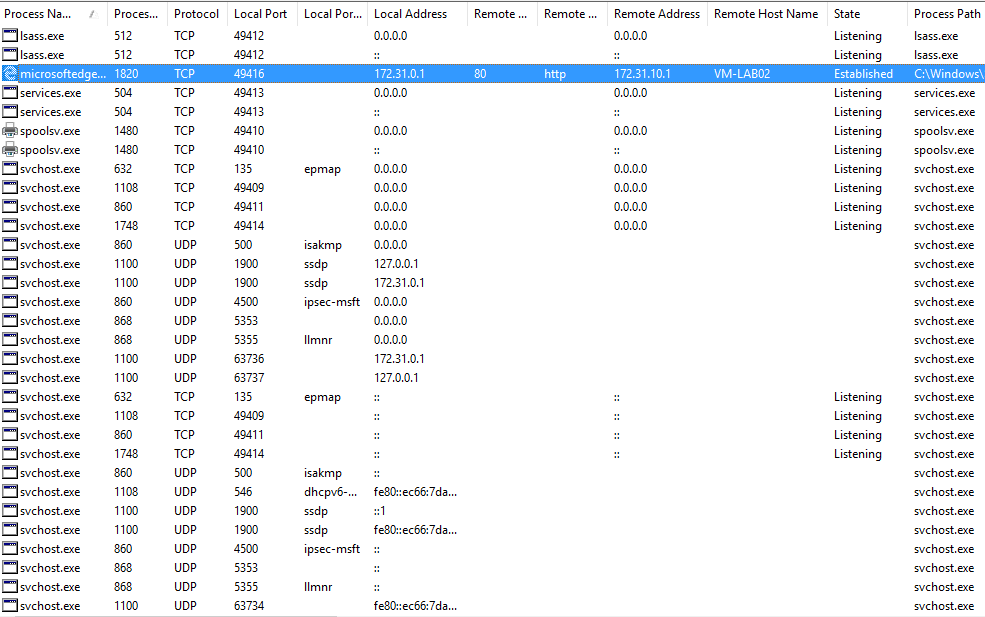 Process Na... Proces... Protocol Local Port Local Por... Local Address Remote ... Remote ... Remote Address Remote Host Name State Process Path
lsass.exe 512 TCP 49412 0.0.0.0 0.0.0.0 Listening lsass.exe
lsass.exe 512 TCP 49412 :: :: Listening lsass.exe
microsoftedge... 1820 TCP 49416 172.31.0.1 80 http 172.31.10.1 VM-LAB02 Established C:\Windows\
services.exe 504 TCP 49413 0.0.0.0 0.0.0.0 Listening services.exe
services.exe 504 TCP 49413 :: :: Listening services.exe
spoolsv.exe 1480 TCP 49410 0.0.0.0 0.0.0.0 Listening spoolsv.exe
spoolsv.exe 1480 TCP 49410 :: :: Listening spoolsv.exe
svchost.exe 632 TCP 135 epmap 0.0.0.0 0.0.0.0 Listening svchost.exe
svchost.exe 1108 TCP 49409 0.0.0.0 0.0.0.0 Listening svchost.exe
svchost.exe 860 TCP 49411 0.0.0.0 0.0.0.0 Listening svchost.exe
svchost.exe 1748 TCP 49414 0.0.0.0 0.0.0.0 Listening svchost.exe
svchost.exe 860 UDP 500 isakmp 0.0.0.0 svchost.exe
svchost.exe 1100 UDP 1900 ssdp 127.0.0.1 svchost.exe
svchost.exe 1100 UDP 1900 ssdp 172.31.0.1 svchost.exe
svchost.exe 860 UDP 4500 ipsec-msft 0.0.0.0 svchost.exe
svchost.exe 868 UDP 5353 0.0.0.0 svchost.exe
svchost.exe 868 UDP 5355 llmnr 0.0.0.0 svchost.exe
svchost.exe 1100 UDP 63736 172.31.0.1 svchost.exe
svchost.exe 1100 UDP 63737 127.0.0.1 svchost.exe
svchost.exe 632 TCP 135 epmap :: :: Listening svchost.exe
svchost.exe 1108 TCP 49409 :: :: Listening svchost.exe
svchost.exe 860 TCP 49411 :: :: Listening svchost.exe
svchost.exe 1748 TCP 49414 :: :: Listening svchost.exe
svchost.exe 860 UDP 500 isakmp :: svchost.exe
svchost.exe 1108 UDP 546 dhcpv6-... fe80::ec66:7da... svchost.exe
svchost.exe 1100 UDP 1900 ssdp ::1 svchost.exe
svchost.exe 1100 UDP 1900 ssdp fe80::ec66:7da... svchost.exe
svchost.exe 860 UDP 4500 ipsec-msft :: svchost.exe
svchost.exe 868 UDP 5353 :: svchost.exe
svchost.exe 868 UDP 5355 llmnr :: svchost.exe
svchost.exe 1100 UDP 63734 fe80::ec66:7da... svchost.exe